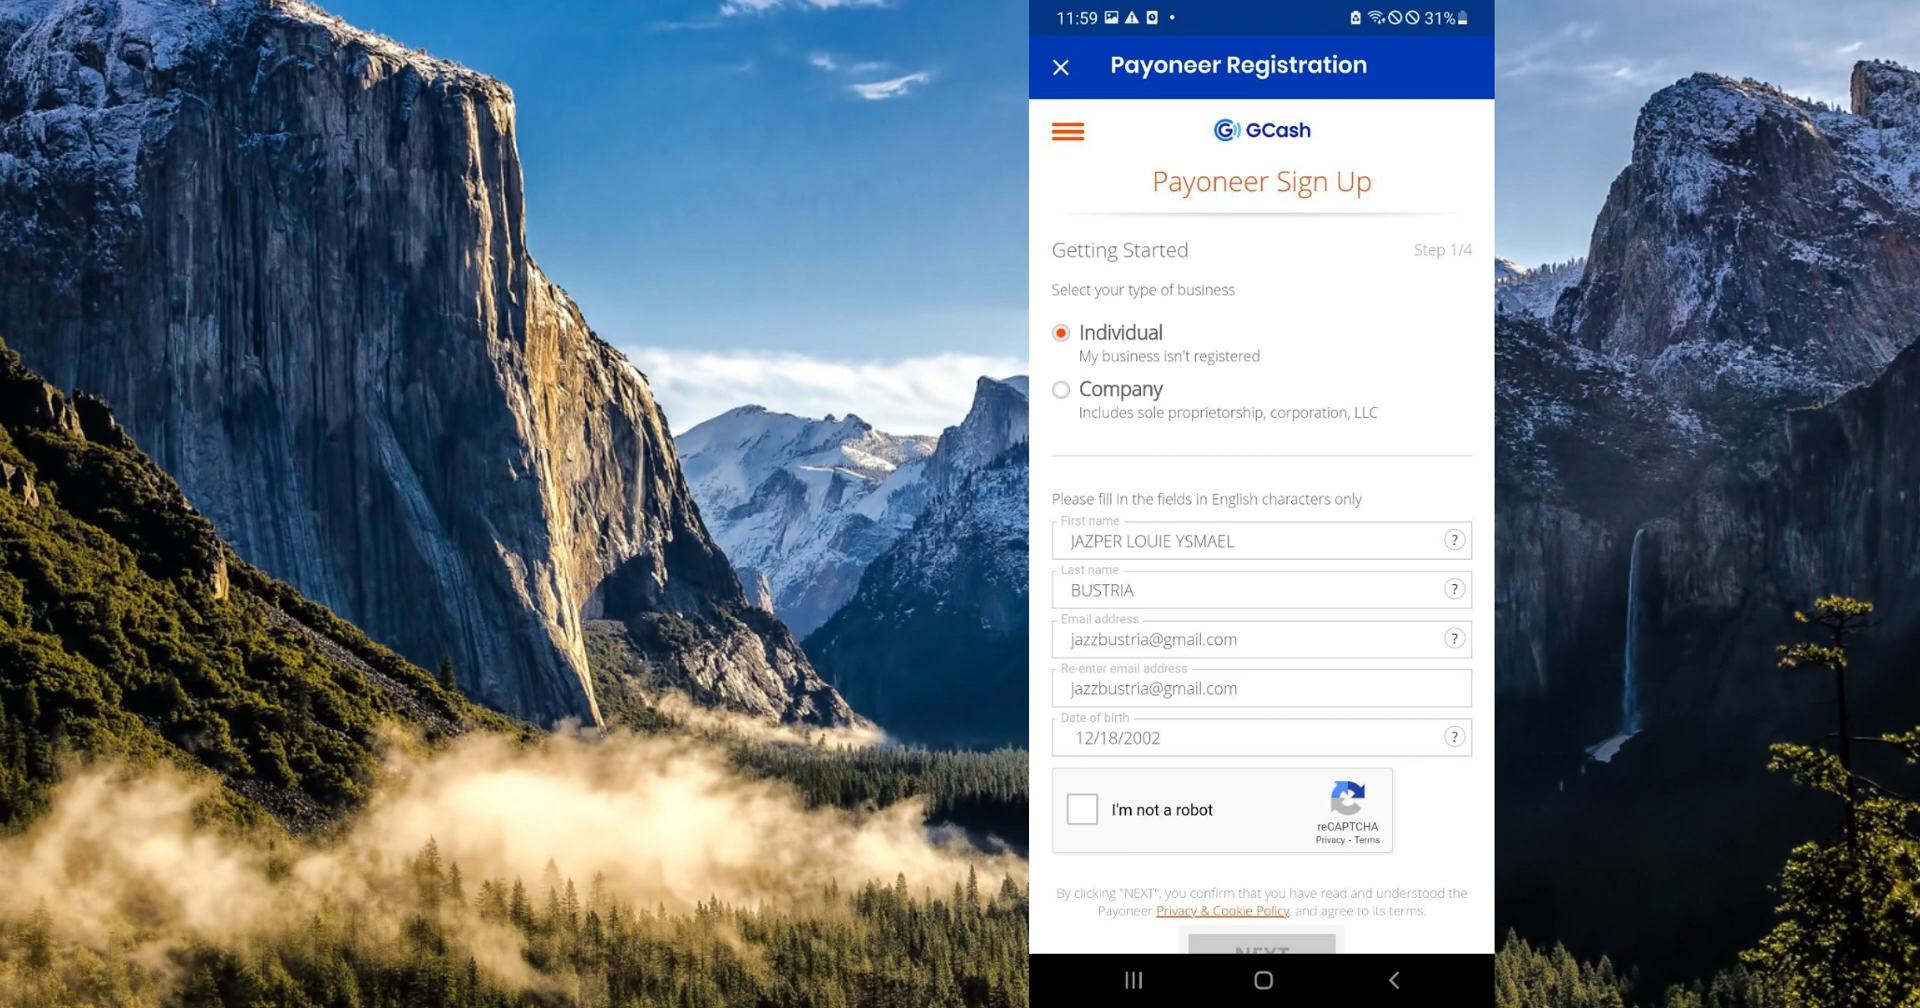 11:59
31%
Payoneer Registration
GCash
Payoneer Sign Up
Getting Started
Step 1/4
Select your type of business
Individual
My business isn't registered
Company
Includes sole proprietorship, corporation, LLC
Please fill in the fields in English characters only
First name
JAZPER LOUIE YSMAEL
?
Last name
BUSTRIA
?
Email address
jazzbustria@gmail.com
?
Re-enter email address
jazzbustria@gmail.com
Date of birth
12/18/2002
?
I'm not a robot
reCAPTCHA
Privacy - Terms
By clicking "NEXT", you confirm that you have read and understood the
Payoneer Privacy & Cookie Policy, and agree to its terms.
NEXT